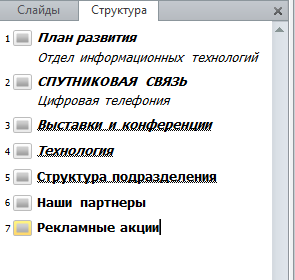 Слайды Структура
1 План развития
Отдел информационных технологий
2 СПУТНИКОВАЯ СВЯЗЬ
Цифровая телефония
3 Выставки и конференции
4 Технология
5 Структура подразделения
6 Наши партнеры
7 Рекламные акции